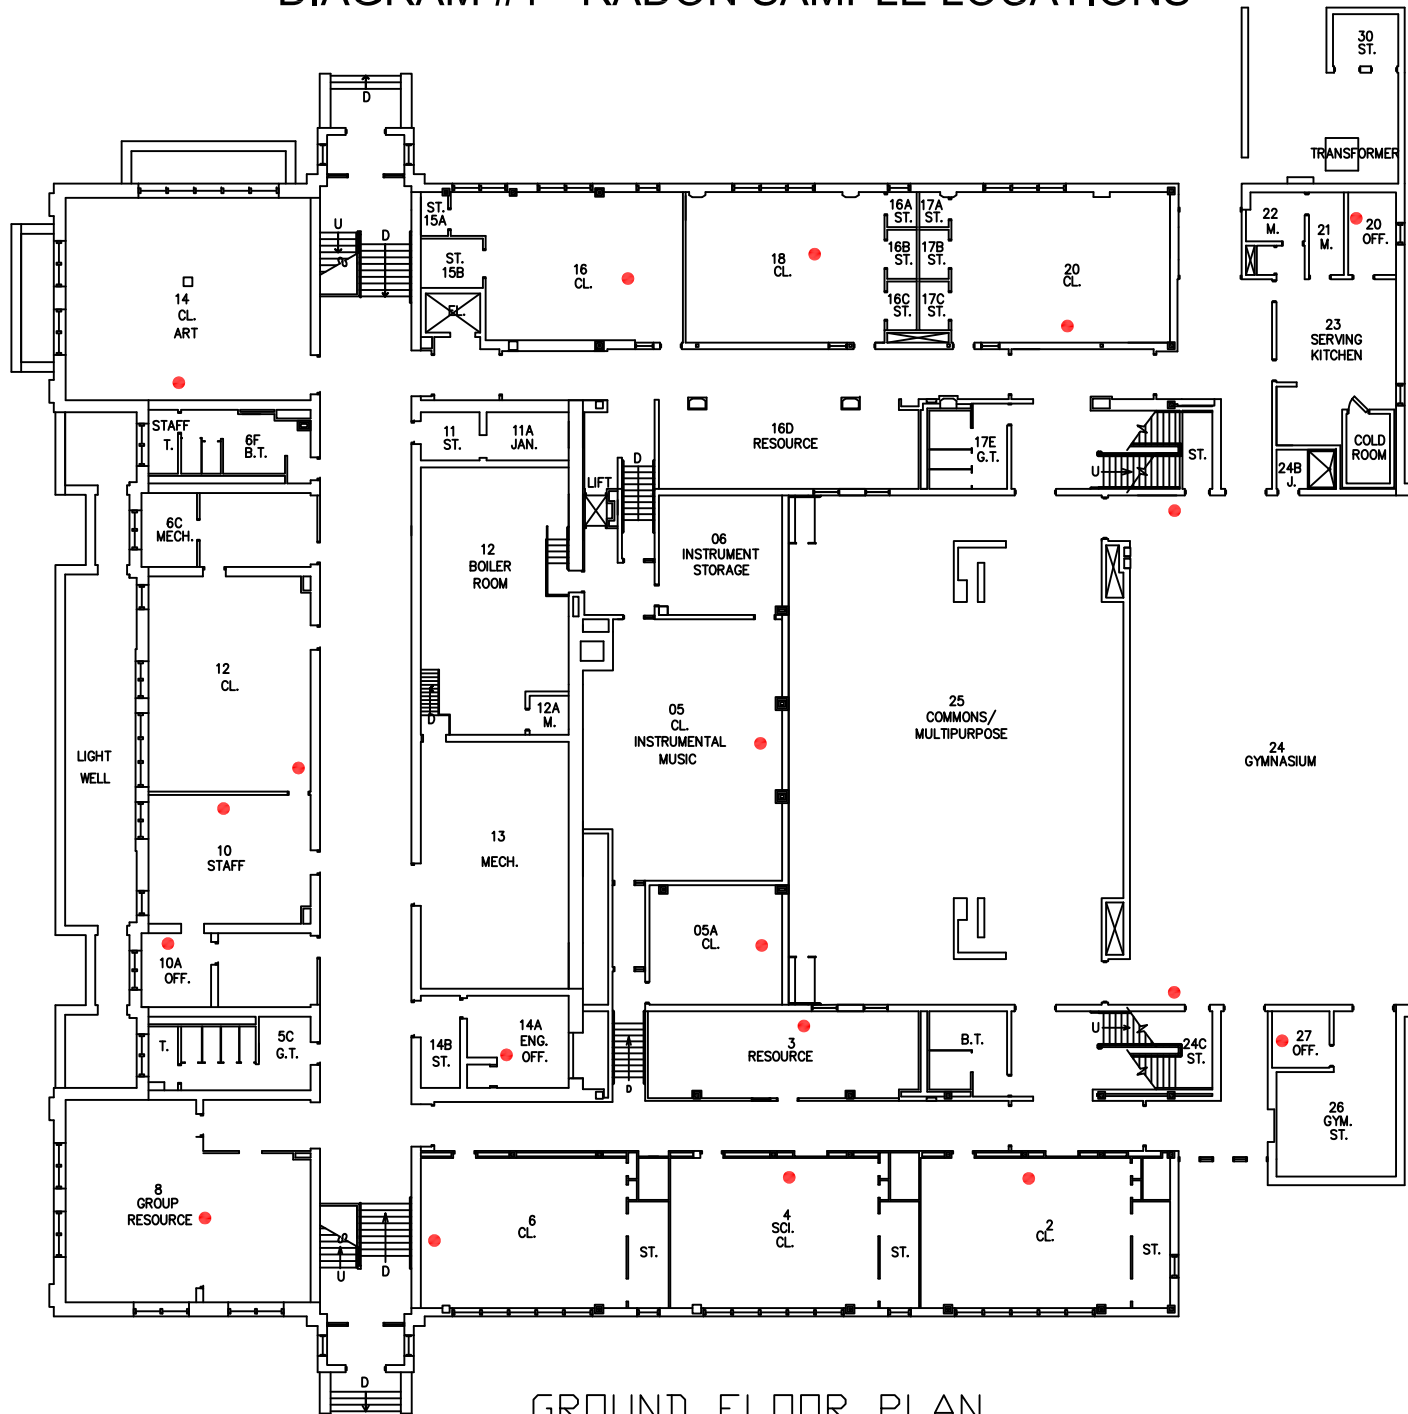 DIAGRAM #1 - RADON SAMPLE LOCATIONS
30
ST.
D
TRANSFORMER
ST.
15A
16A
ST.
17A
ST.
22
M.
21
M.
20
OFF.
U
D
ST.
15B
16
CL.
18
CL.
16B
ST.
17B
ST.
20
CL.
14
CL.
ART
EL.
16C
ST.
17C
ST.
23
SERVING
KITCHEN
STAFF
T.
6F
B.T.
11
ST.
11A
JAN.
16D
RESOURCE
17E
G.T.
U
ST.
COLD
ROOM
24B
J.
D
LIFT
6C
MECH.
12
BOILER
ROOM
06
INSTRUMENT
STORAGE
12
CL.
D
12A
M.
05
CL.
INSTRUMENTAL
MUSIC
25
COMMONS/
MULTIPURPOSE
24
GYMNASIUM
LIGHT
WELL
10
STAFF
13
MECH.
05A
CL.
10A
OFF.
T.
5C
G.T.
14B
ST.
14A
ENG.
OFF.
D
3
RESOURCE
B.T.
U
24C
ST.
27
OFF.
26
GYM.
ST.
8
GROUP
RESOURCE
U
D
6
CL.
ST.
4
SCI.
CL.
ST.
2
CL.
ST.
D
GROUND FLOOR PLAN